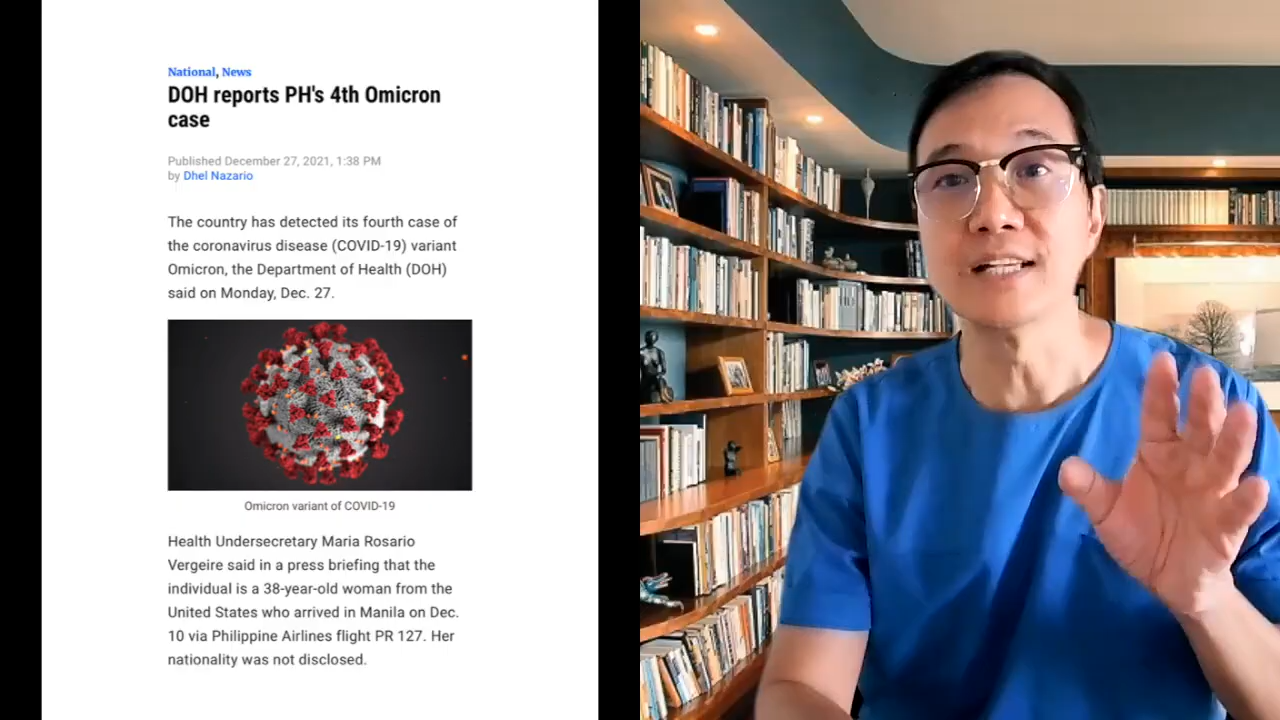 National, News
DOH reports PH's 4th Omicron
case
Published December 27, 2021, 1:38 PM
by Dhel Nazario
The country has detected its fourth case of
the coronavirus disease (COVID-19) variant
Omicron, the Department of Health (DOH)
said on Monday, Dec. 27.
Omicron variant of COVID-19
Health Undersecretary Maria Rosario
Vergeire said in a press briefing that the
individual is a 38-year-old woman from the
United States who arrived in Manila on Dec.
10 via Philippine Airlines flight PR 127. Her
nationality was not disclosed.